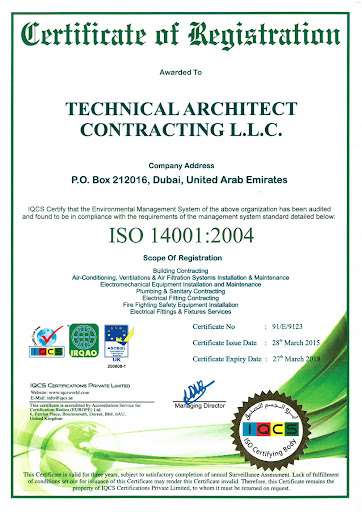 Certificate of Registration
Awarded To
TECHNICAL ARCHITECT
CONTRACTING L.L.C.
Company Address
P.O. Box 212016, Dubai, United Arab Emirates
IQCS Certify that the Environmental Management System of the above organization has been audited
and found to be in compliance with the requirements of the management system standard detailed below:
ISO 14001:2004
Scope Of Registration
Building Contracting
Air-Conditioning, Ventilations & Air Filtration Systems Installation & Maintenance
Electromechanical Equipment Installation and Maintenance
Plumbing & Sanitary Contracting
Electrical Fitting Contracting
Fire Fighting Safety Equipment Installation
Electrical Fittings & Fixtures Services
Certificate No : 91/E/9123
Certificate Issue Date : 28th March 2015
Certificate Expiry Date : 27th March 2018
IQCS
IRQAO
ASCB(E)
UK
IQCS CERTIFICATIONS PRIVATE LIMITED
Website: www.iqcsworld.com
E-Mail: info@iqcs.in
This certificate is accredited by Accreditation Service for
Certification Bodies (EUROPE) Ltd.
Managing Director
United Kingdom
IQCS
ISO Certifying Body
This Certificate is valid for three years, subject to satisfactory completion of annual Surveillance Assessment. Lack of fulfillment
of conditions set out for issuance of this Certificate may render this Certificate invalid. Therefore, this Certificate remains the
property of IQCS Certifications Private Limited, to whom it must be returned on request.